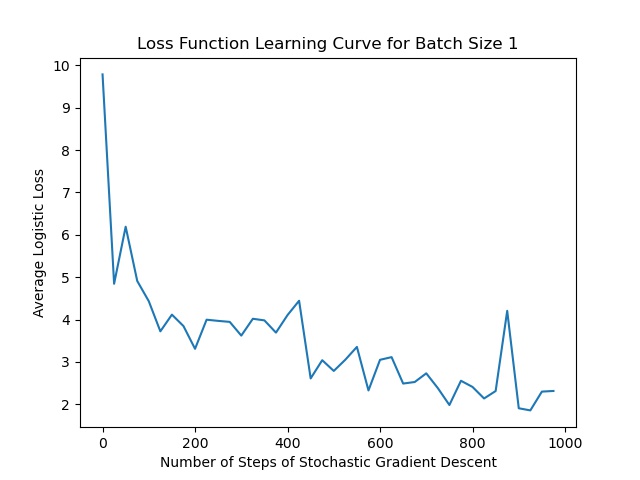 Loss Function Learning Curve for Batch Size 1
10
9
8
7
6
5
4
3
2
Average Logistic Loss
0 200 400 600 800 1000
Number of Steps of Stochastic Gradient Descent